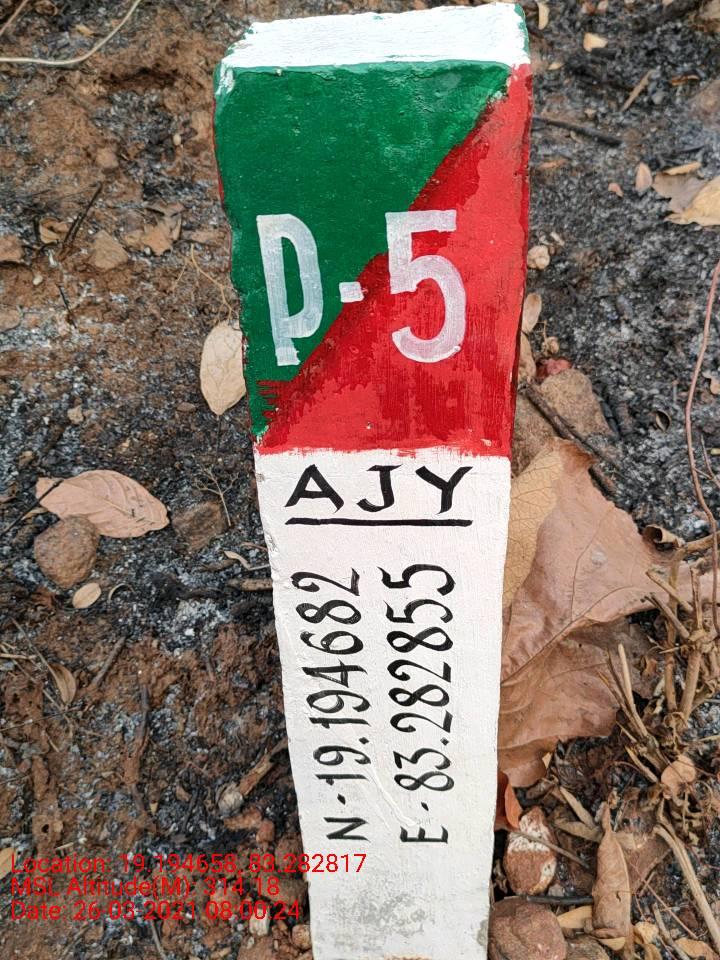 P-5
AJY
N-19.194682
E-83.282855
Location: 19.194658, 83.282817
MSL Altitude(M): 314.18
Date: 26-03-2021 08:00:24